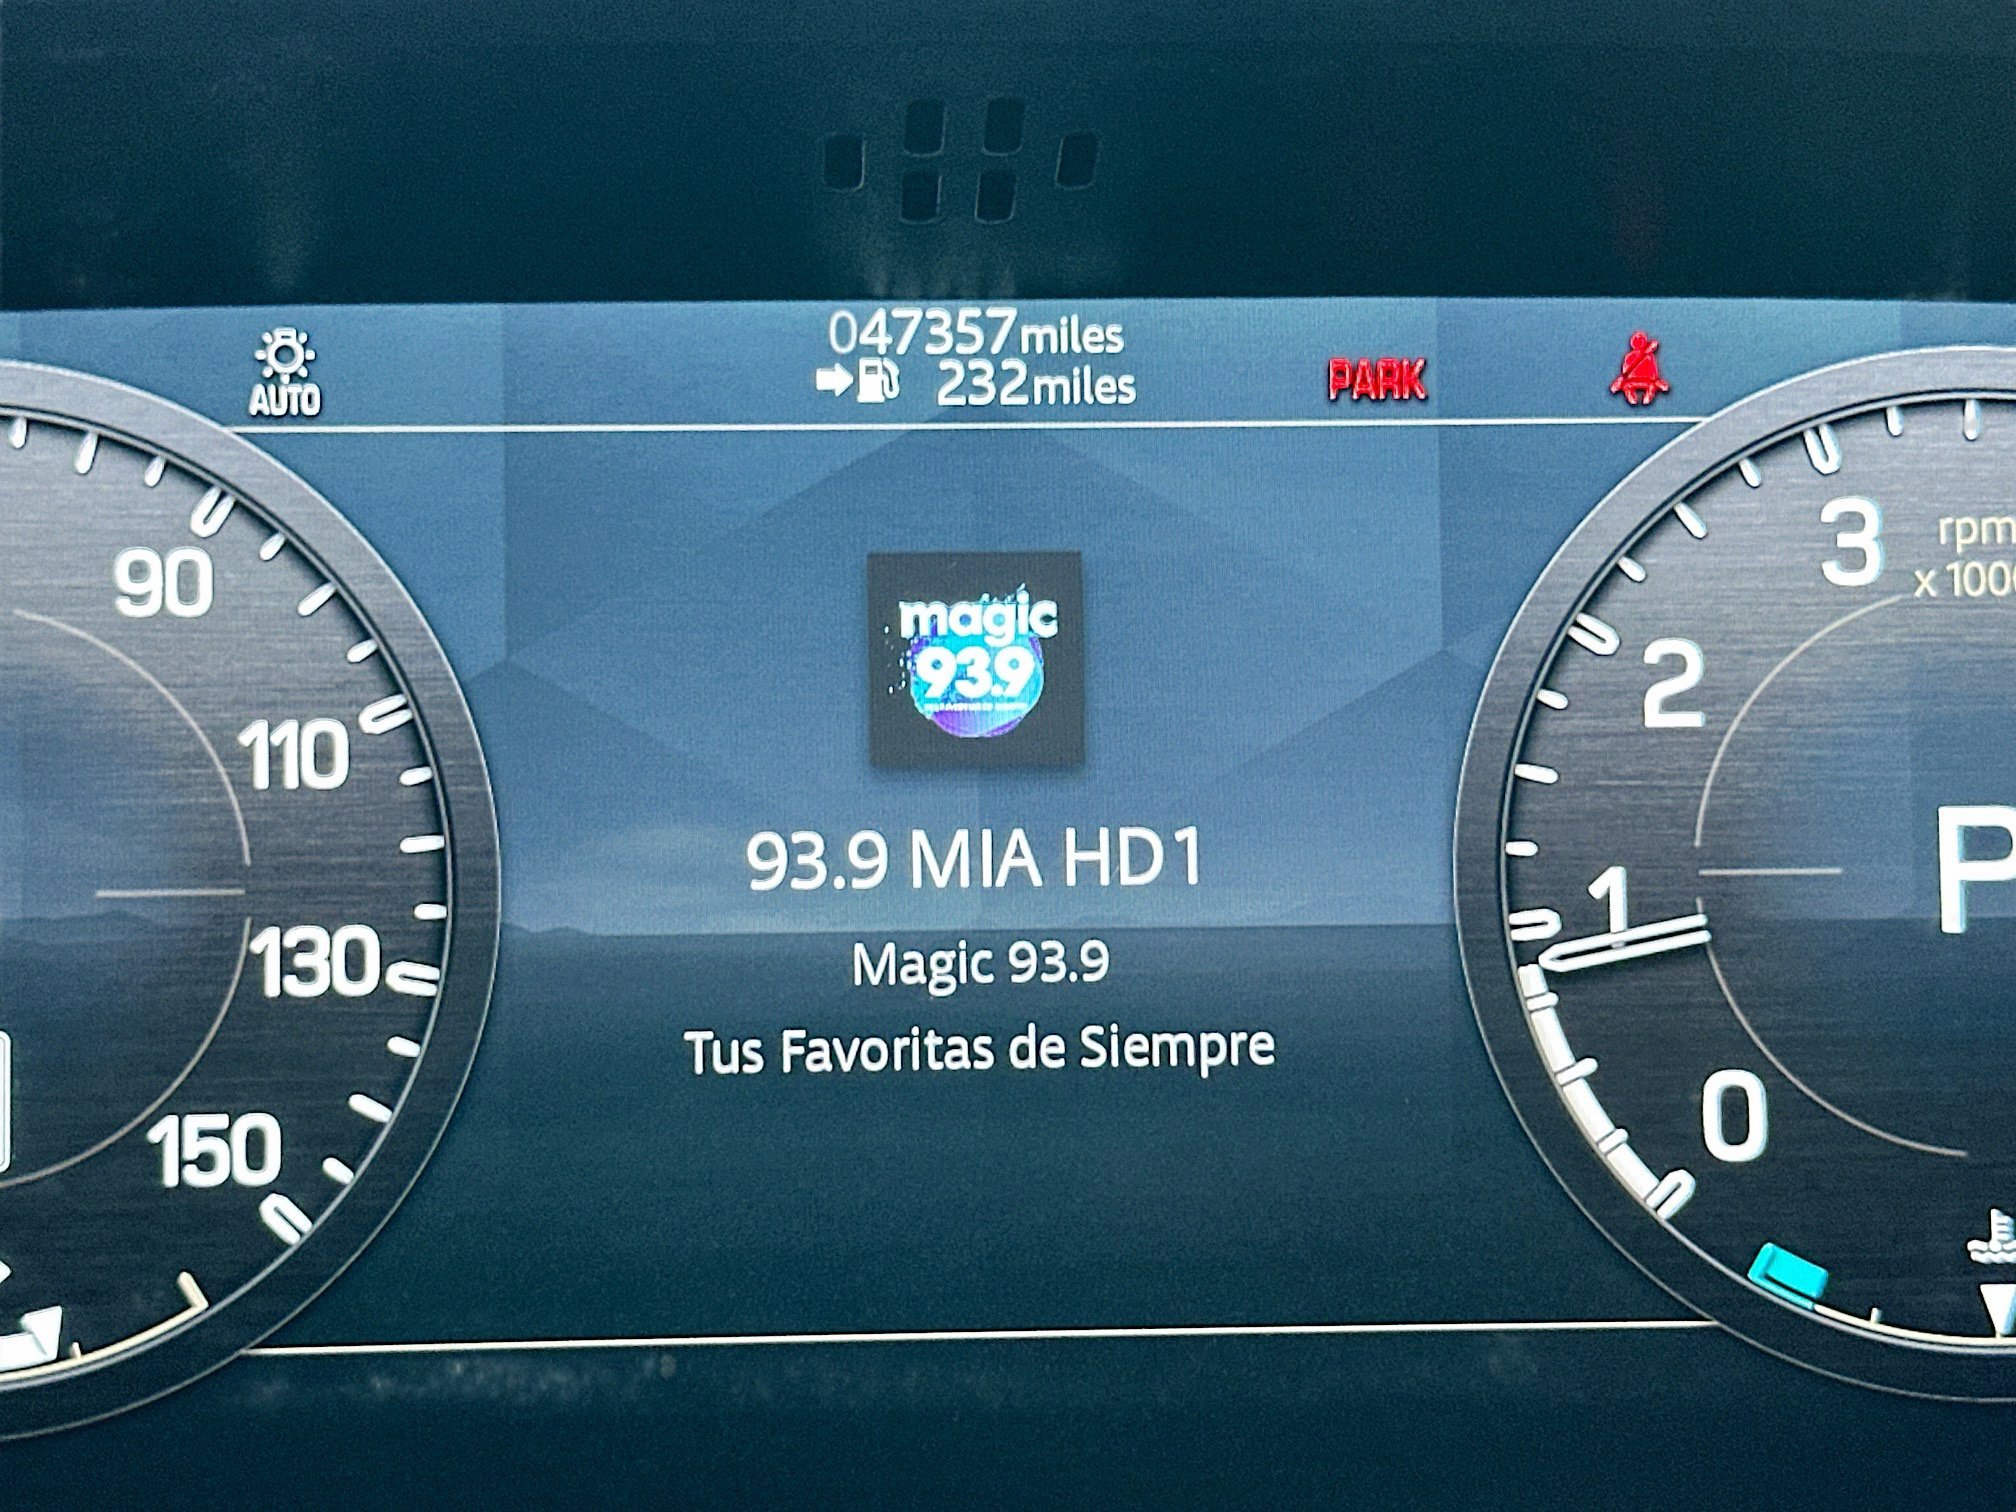 AUTO
047357miles
232miles
PARK
90
110
130
150
magic
93.9
93.9 MIA HD1
Magic 93.9
Tus Favoritas de Siempre
3
rpm
2
1
0
P